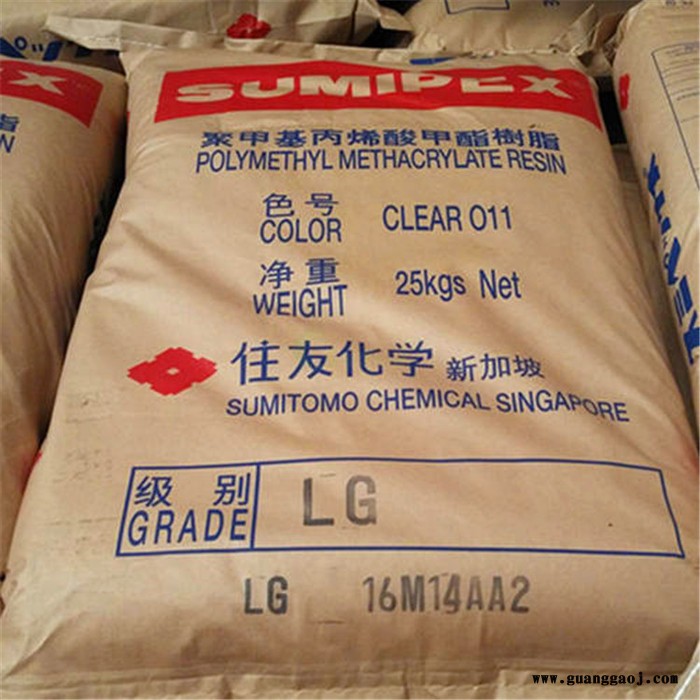 SUMIPEX
聚甲基丙烯酸甲酯樹脂
POLYMETHYL METHACRYLATE RESIN
色号 CLEAR 011
COLOR
净重 25kgs Net
WEIGHT
住友化学 新加坡
SUMITOMO CHEMICAL SINGAPORE
级别 LG
GRADE
LG 16M14AA2
www.guanggaoj.com